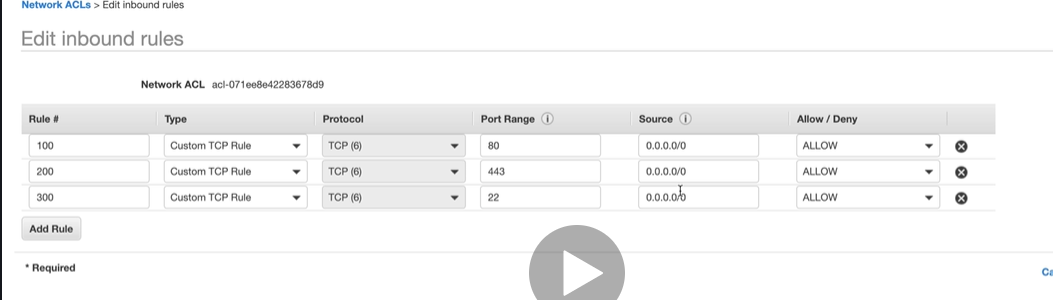 Network ACLs > Edit inbound rules
Edit inbound rules
Network ACL acl-071ee8e42283678d9
Rule # Type Protocol Port Range i Source i Allow / Deny
100 Custom TCP Rule TCP (6) 80 0.0.0.0/0 ALLOW
200 Custom TCP Rule TCP (6) 443 0.0.0.0/0 ALLOW
300 Custom TCP Rule TCP (6) 22 0.0.0.0/0 ALLOW
Add Rule
* Required